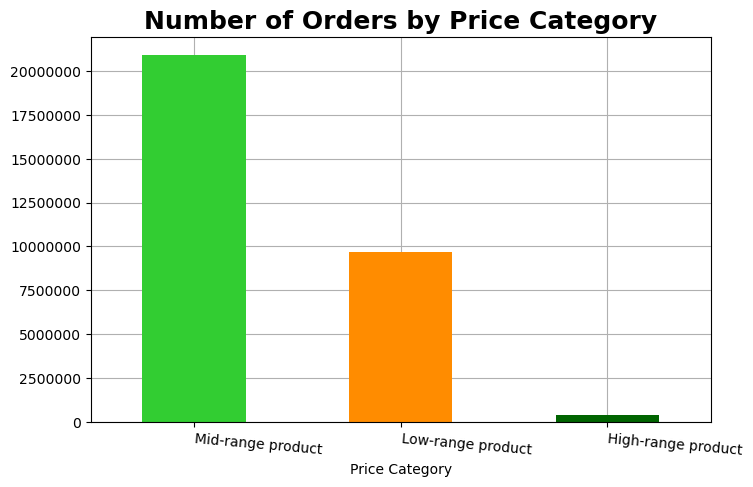 Number of Orders by Price Category
20000000
17500000
15000000
12500000
10000000
7500000
5000000
2500000
0
Mid-range product
Low-range product
High-range product
Price Category